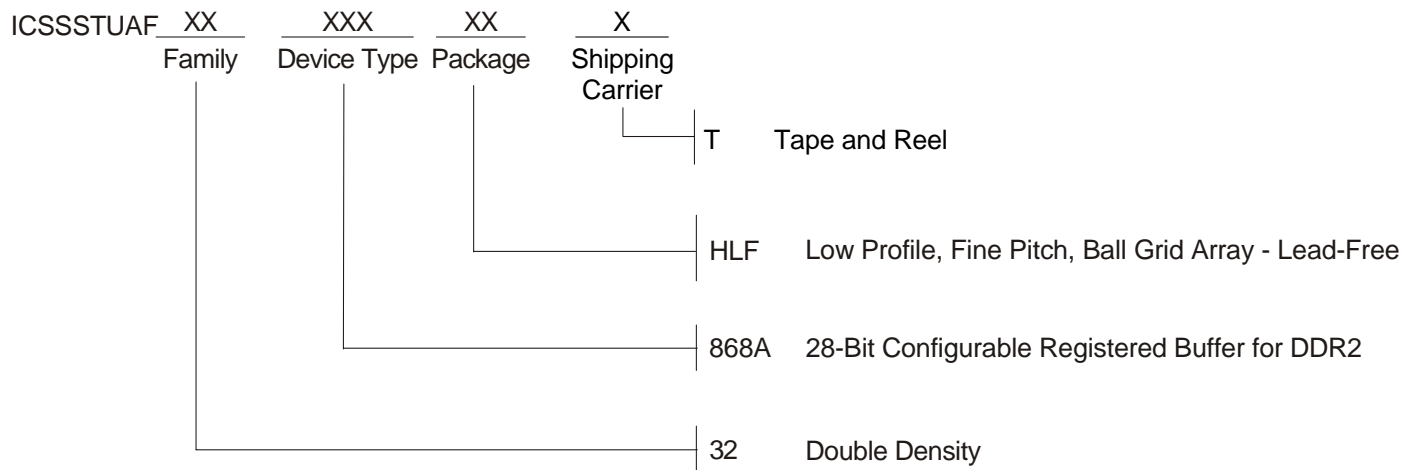 ICSSSTUAF XX XXX XX X
Family Device Type Package Shipping
Carrier
T Tape and Reel
HLF Low Profile, Fine Pitch, Ball Grid Array - Lead-Free
868A 28-Bit Configurable Registered Buffer for DDR2
32 Double Density